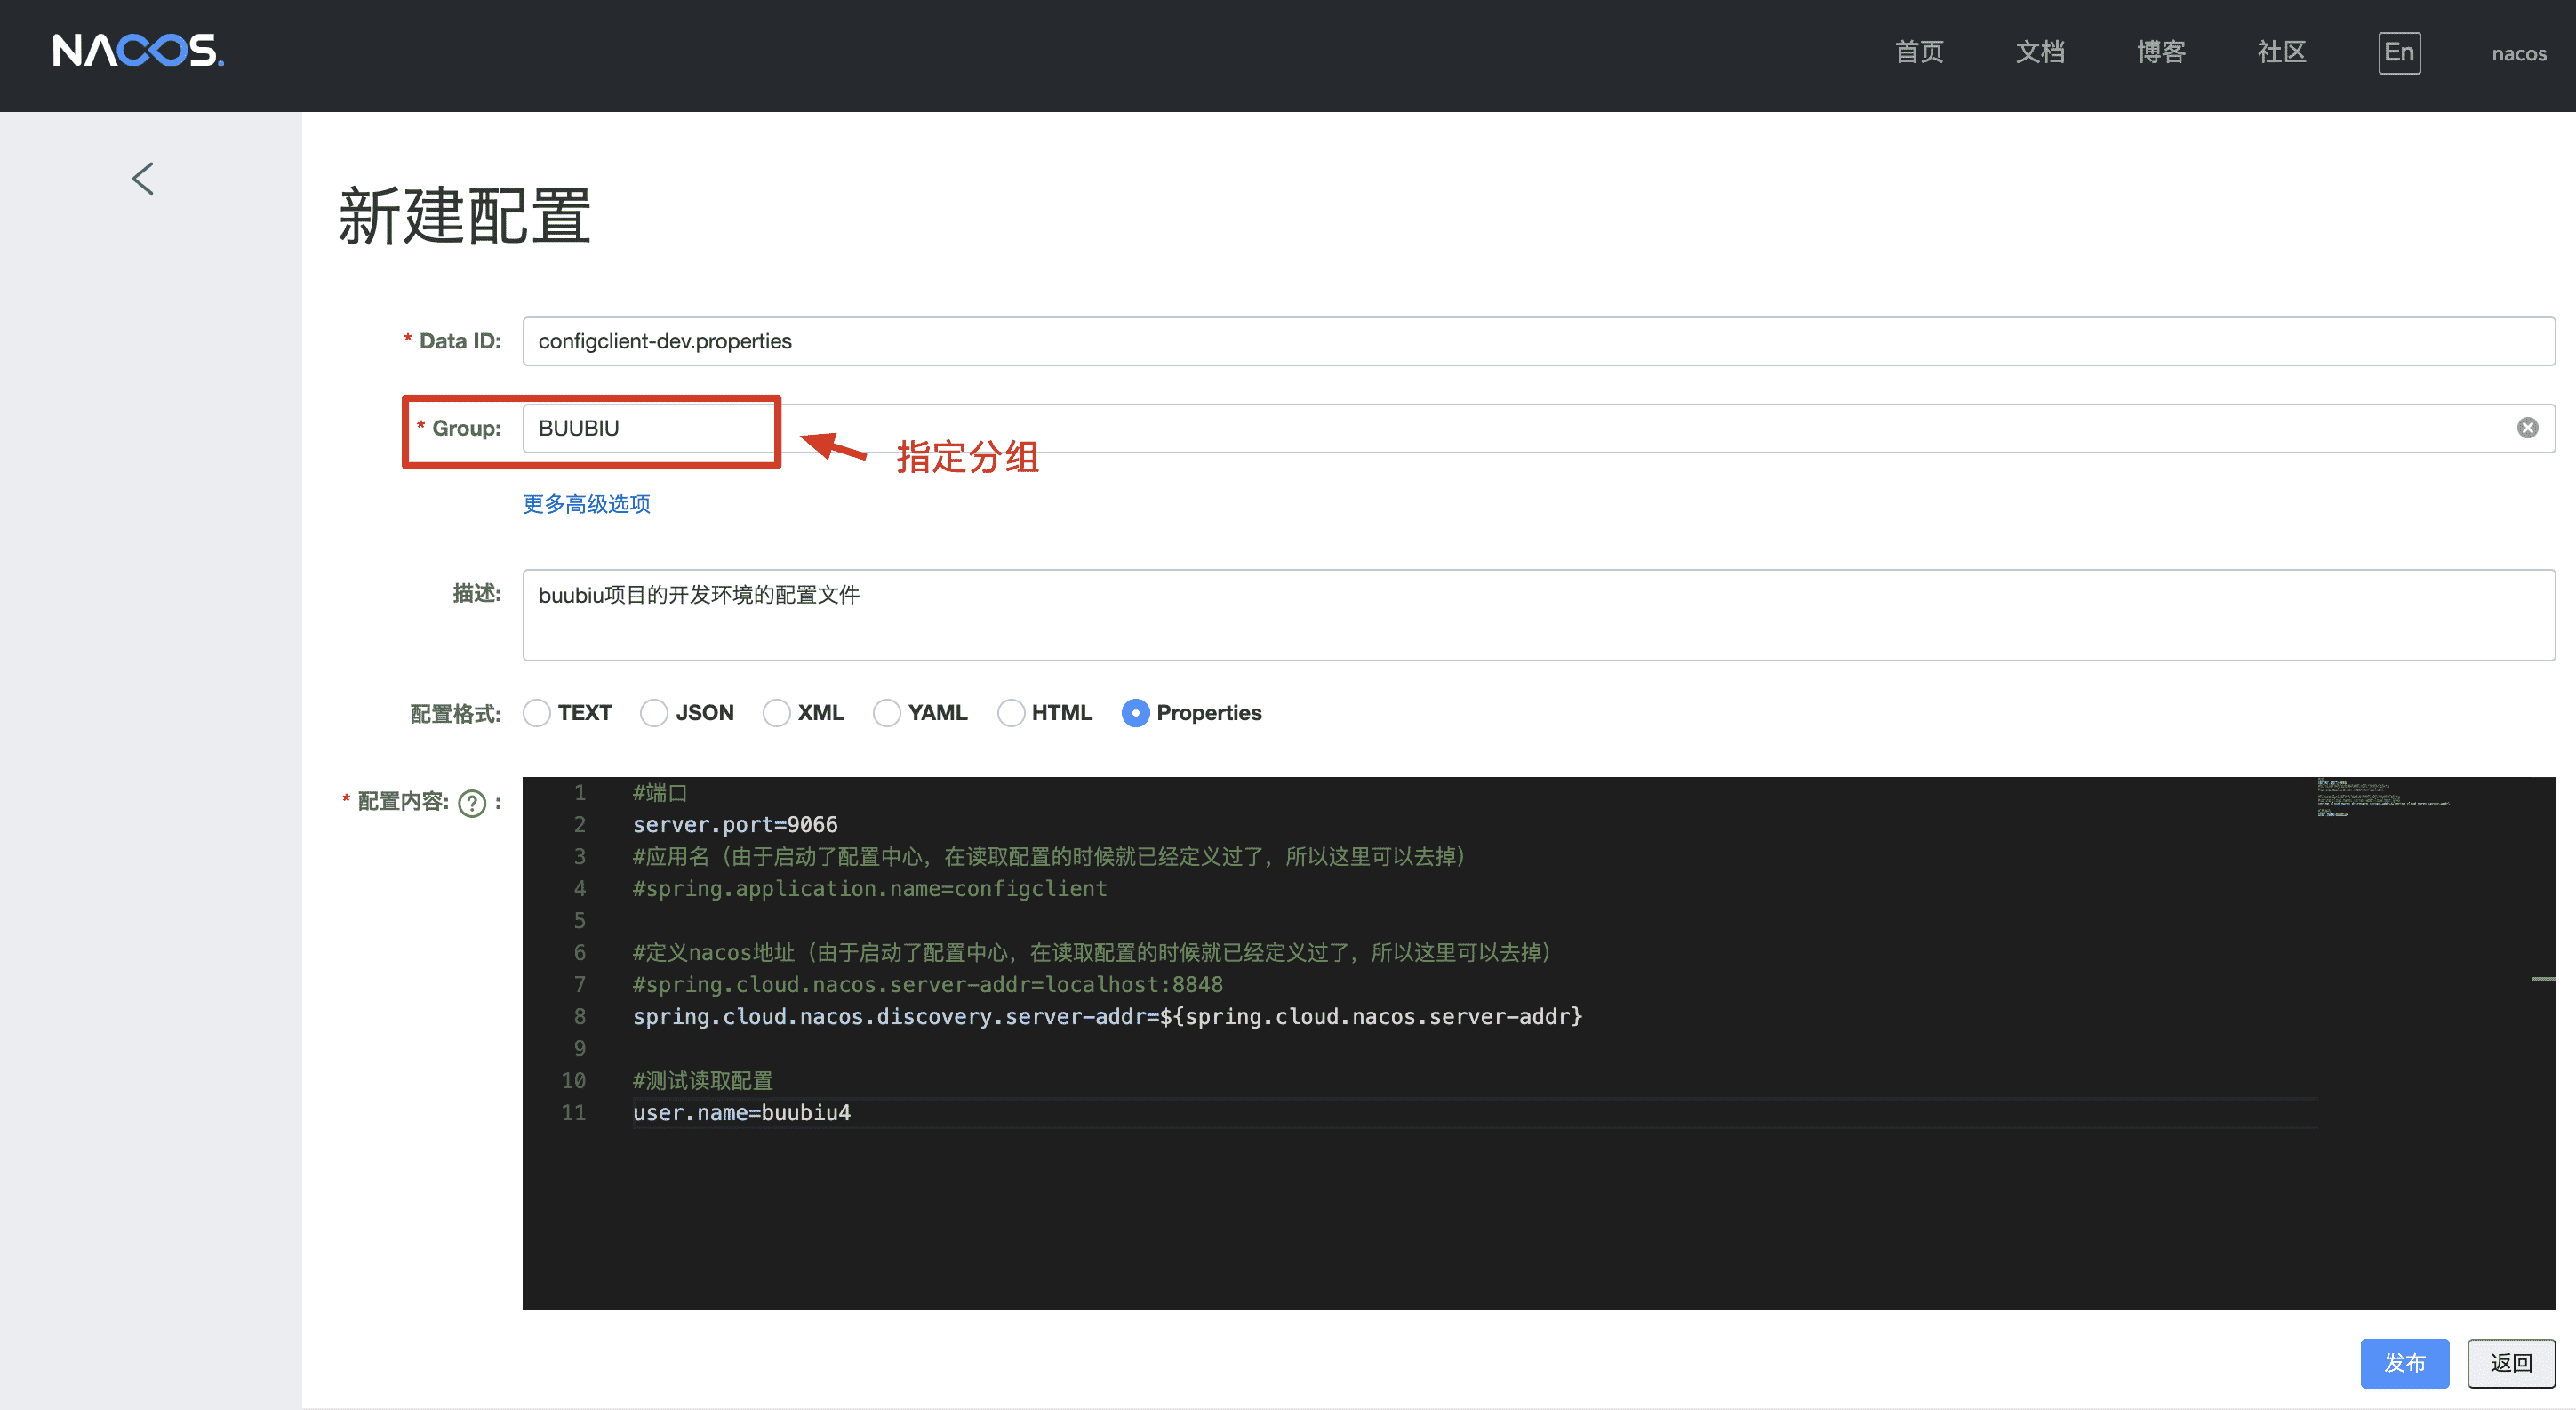 NACOS.
首页 文档 博客 社区 En nacos
新建配置
* Data ID: configclient-dev.properties
* Group: BUUBIU
指定分组
更多高级选项
描述: buubiu项目的开发环境的配置文件
配置格式: TEXT JSON XML YAML HTML Properties
* 配置内容: ? :
1 #端口
2 server.port=9066
3 #应用名（由于启动了配置中心，在读取配置的时候就已经定义过了，所以这里可以去掉）
4 #spring.application.name=configclient
5
6 #定义nacos地址（由于启动了配置中心，在读取配置的时候就已经定义过了，所以这里可以去掉）
7 #spring.cloud.nacos.server-addr=localhost:8848
8 spring.cloud.nacos.discovery.server-addr=${spring.cloud.nacos.server-addr}
9
10 #测试读取配置
11 user.name=buubiu4
发布 返回